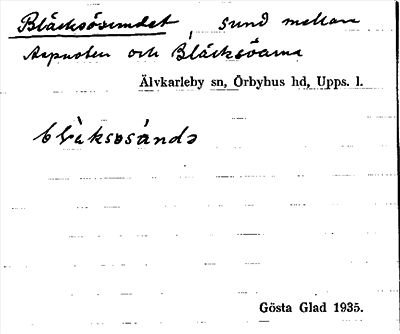 Bläcksösundet, sund mellan
Aspnoten och Bläcksöarna
Älvkarleby sn, Örbyhus hd, Upps. l.
Gösta Glad 1935.